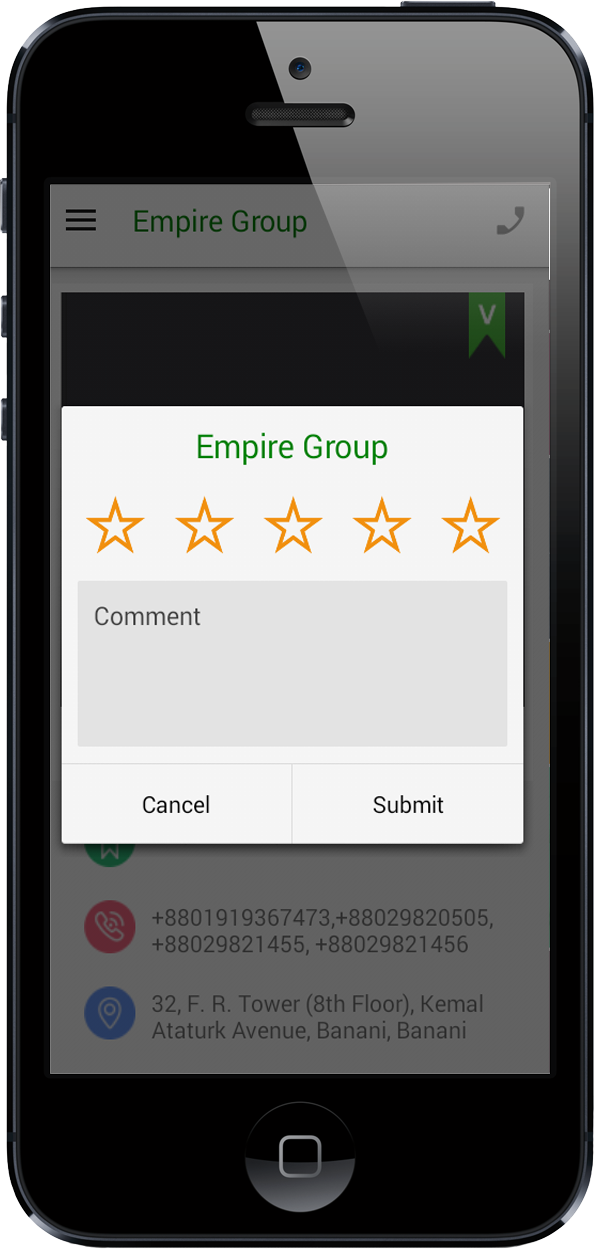 Empire Group
V
Empire Group
Comment
Cancel
Submit
+8801919367473,+88029820505,
+88029821455, +88029821456
32, F. R. Tower (8th Floor), Kemal
Ataturk Avenue, Banani, Banani